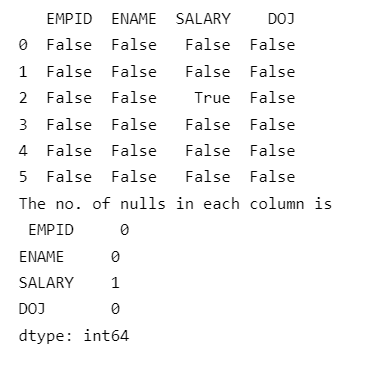 EMPID  ENAME  SALARY    DOJ
0  False  False   False  False
1  False  False   False  False
2  False  False    True  False
3  False  False   False  False
4  False  False   False  False
5  False  False   False  False
The no. of nulls in each column is
 EMPID     0
ENAME     0
SALARY    1
DOJ       0
dtype: int64